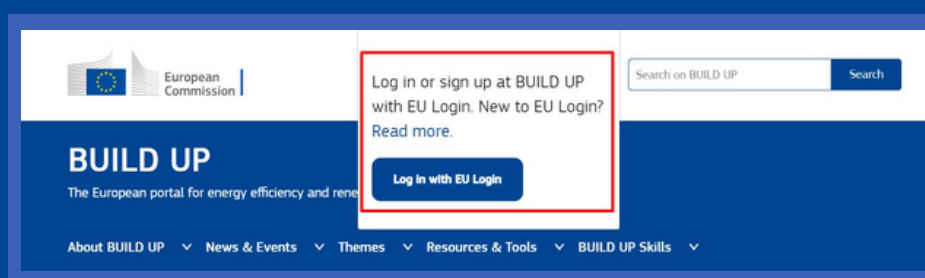 European
Commission
Log in or sign up at BUILD UP
with EU Login. New to EU Login?
Read more.
Log in with EU Login
Search on BUILD UP
Search
BUILD UP
The European portal for energy efficiency and rene
About BUILD UP
News & Events
Themes
Resources & Tools
BUILD UP Skills